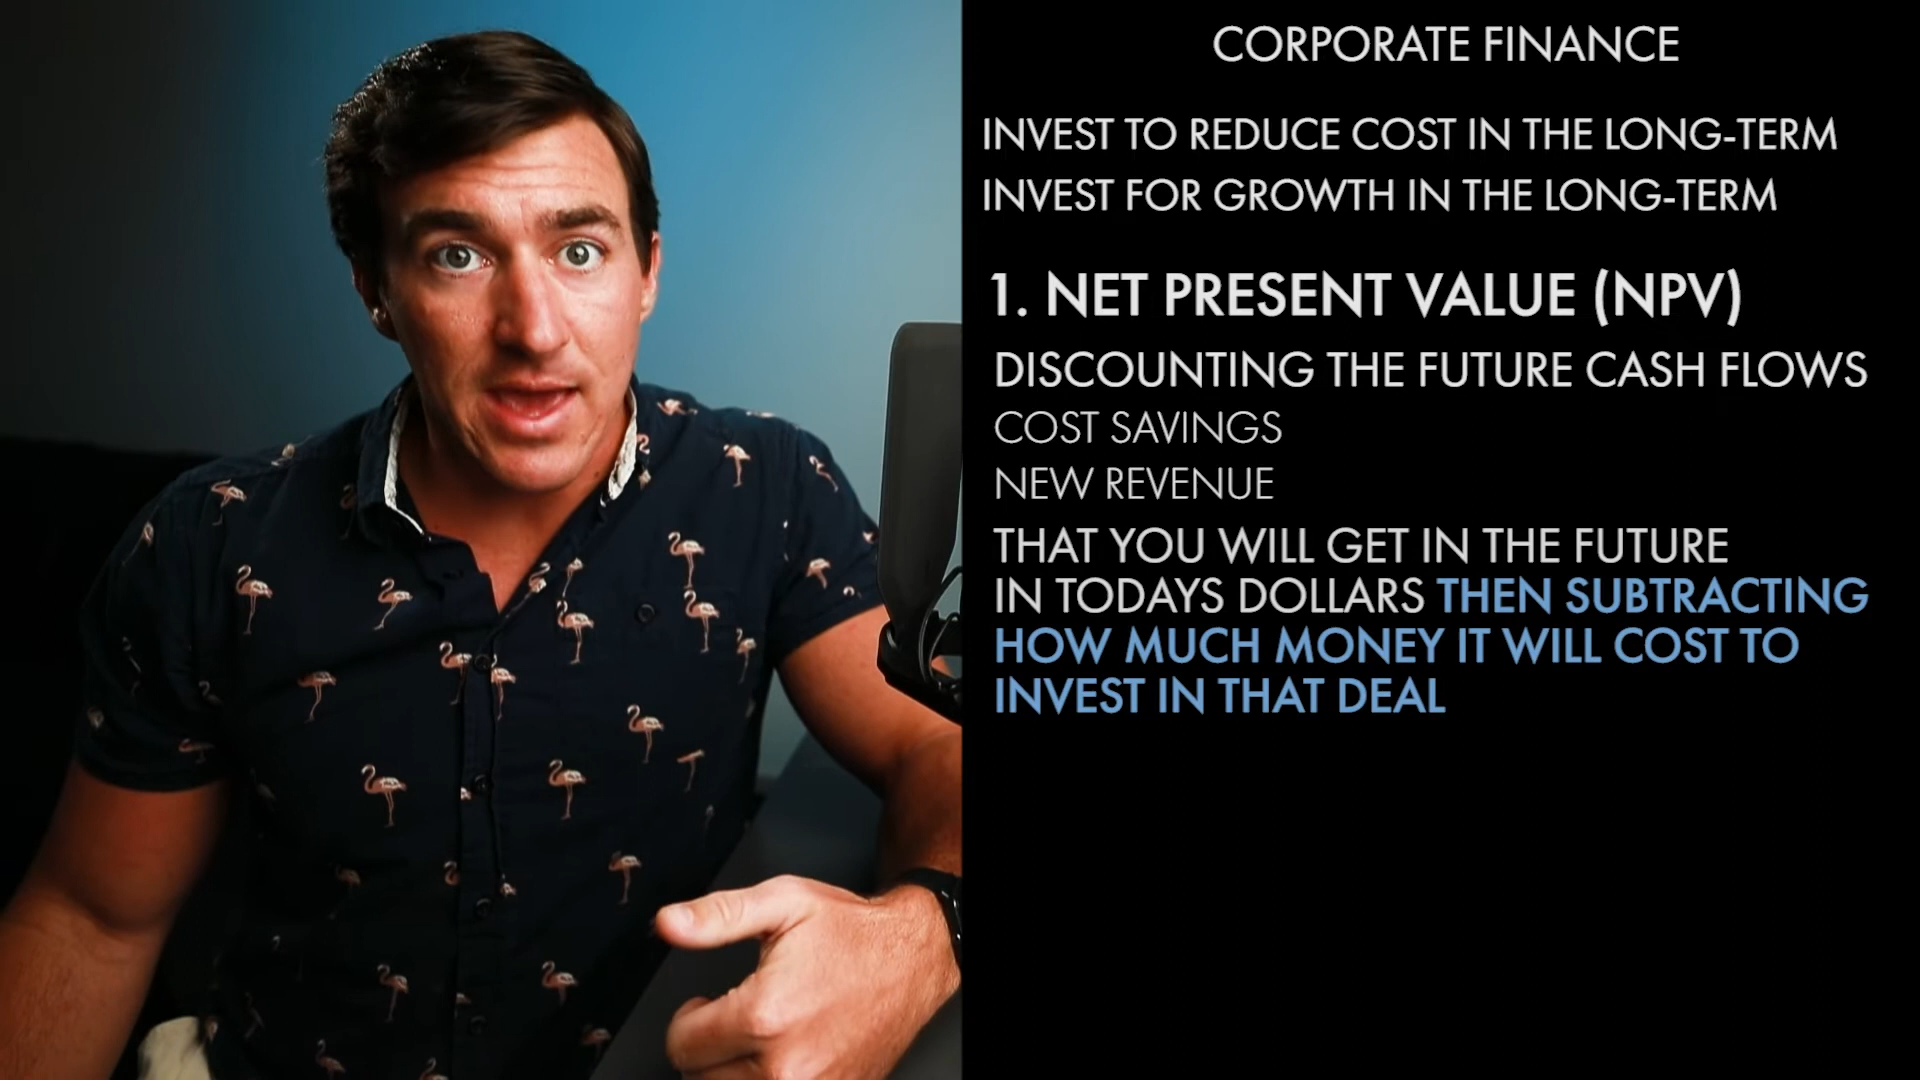 CORPORATE FINANCE
INVEST TO REDUCE COST IN THE LONG-TERM
INVEST FOR GROWTH IN THE LONG-TERM
1. NET PRESENT VALUE (NPV)
DISCOUNTING THE FUTURE CASH FLOWS
COST SAVINGS
NEW REVENUE
THAT YOU WILL GET IN THE FUTURE
IN TODAYS DOLLARS THEN SUBTRACTING
HOW MUCH MONEY IT WILL COST TO
INVEST IN THAT DEAL